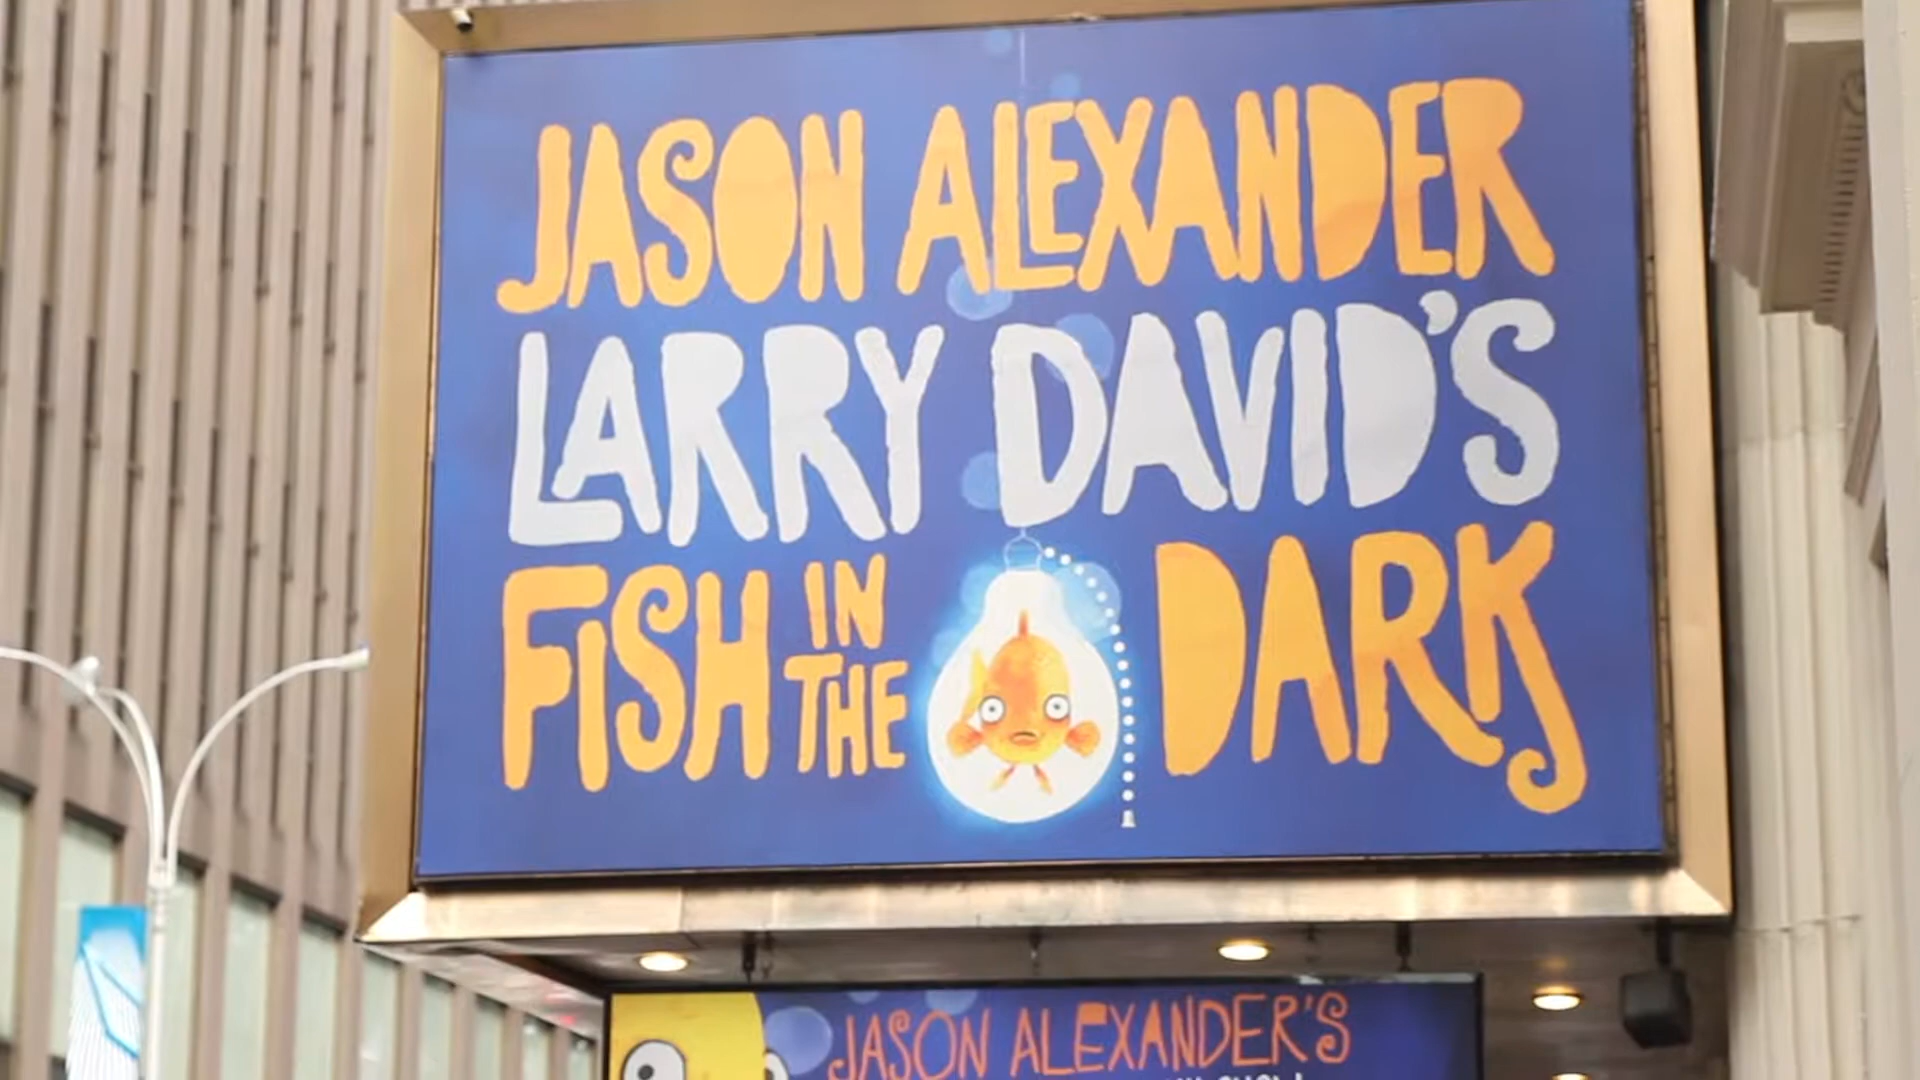 JASON ALEXANDER
LARRY DAVID'S
FISH IN THE DARK
JASON ALEXANDER'S